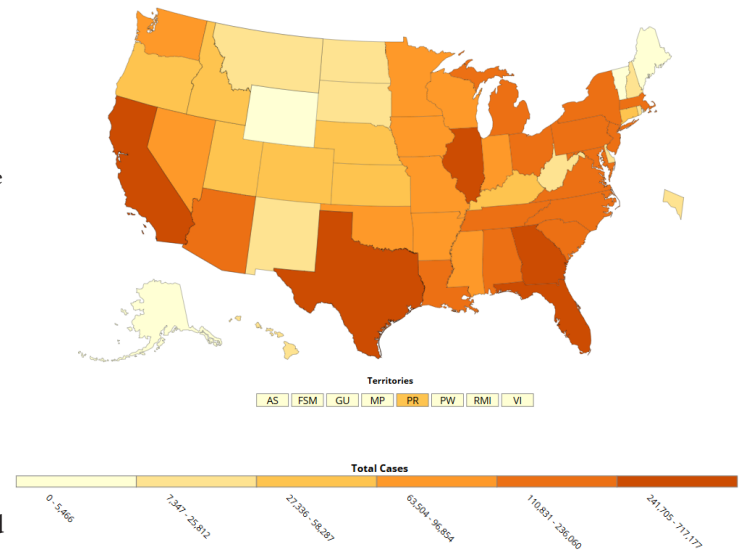 Territories
AS FSM GU MP PR PW RMI VI
Total Cases
0 - 5,466
7,347 - 25,812
27,336 - 58,287
63,504 - 96,854
110,831 - 236,060
241,705 - 717,177